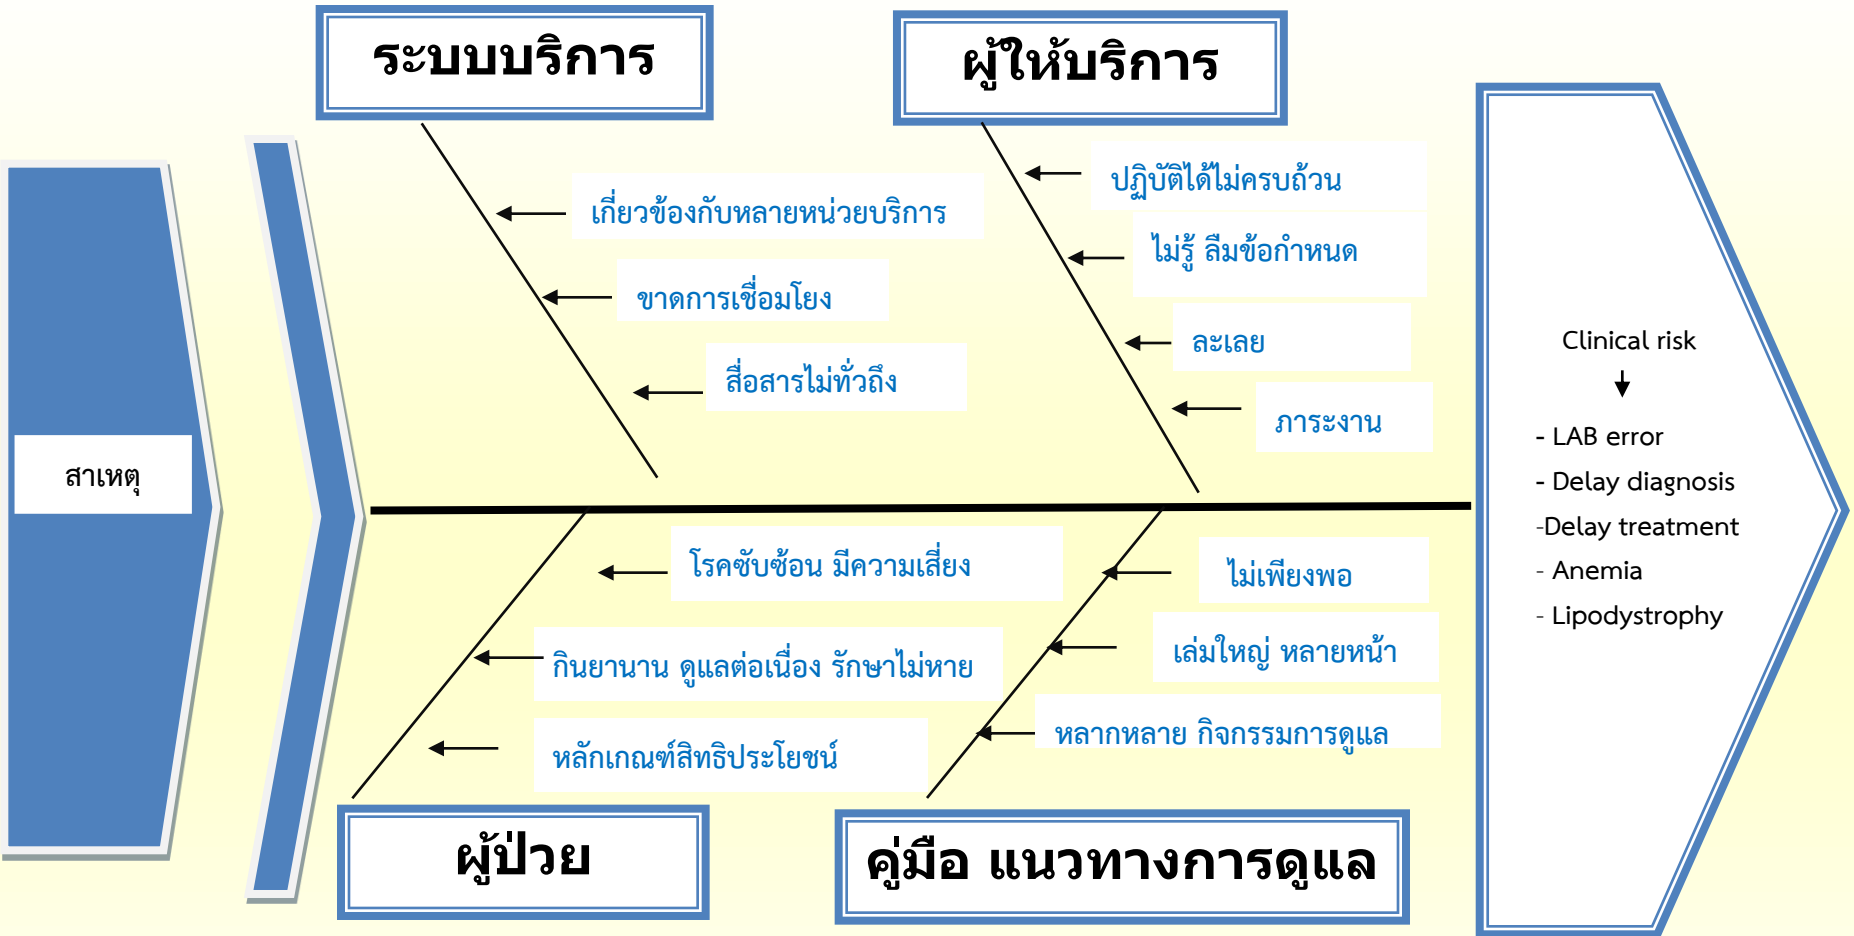 ระบบบริการ
ผู้ให้บริการ
ปฏิบัติได้ไม่ครบถ้วน
เกี่ยวข้องกับหลายหน่วยบริการ
ไม่รู้ ลืมข้อกำหนด
ขาดการเชื่อมโยง
ละเลย
สื่อสารไม่ทั่วถึง
ภาระงาน
สาเหตุ
Clinical risk
- LAB error
- Delay diagnosis
-Delay treatment
- Anemia
- Lipodystrophy
โรคซับซ้อน มีความเสี่ยง
ไม่เพียงพอ
กินยานาน ดูแลต่อเนื่อง รักษาไม่หาย
เล่มใหญ่ หลายหน้า
หลักเกณฑ์สิทธิประโยชน์
หลากหลาย กิจกรรมการดูแล
ผู้ป่วย
คู่มือ แนวทางการดูแล